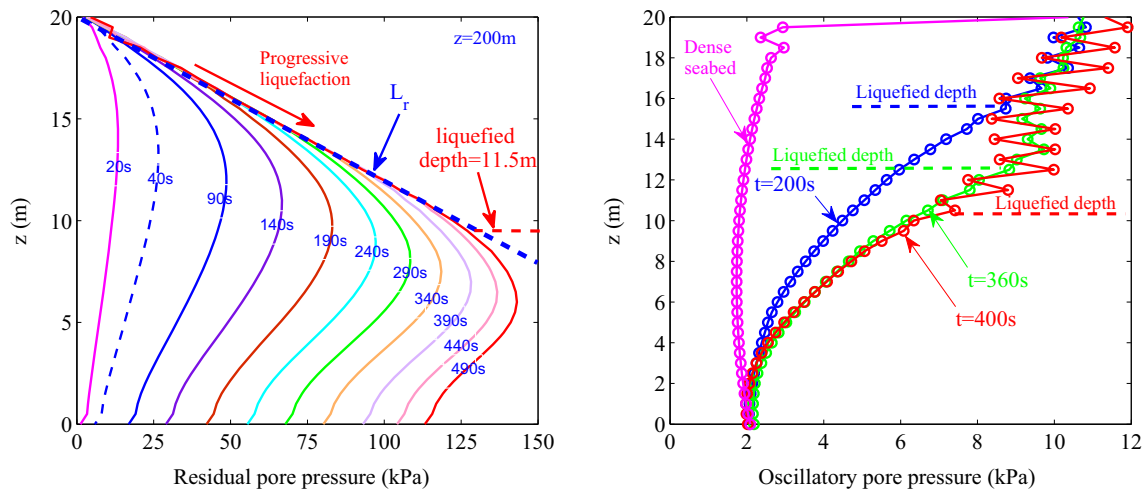 20
15
10
5
0
z (m)
0
25
50
75
100
125
150
Residual pore pressure (kPa)
z=200m
Progressive
liquefaction
L_r
liquefied
depth=11.5m
20s
40s
90s
140s
190s
240s
290s
340s
390s
440s
490s
20
18
16
14
12
10
8
6
4
2
0
z (m)
0
2
4
6
8
10
12
Oscillatory pore pressure (kPa)
Dense
seabed
Liquefied depth
Liquefied depth
t=200s
Liquefied depth
t=360s
t=400s